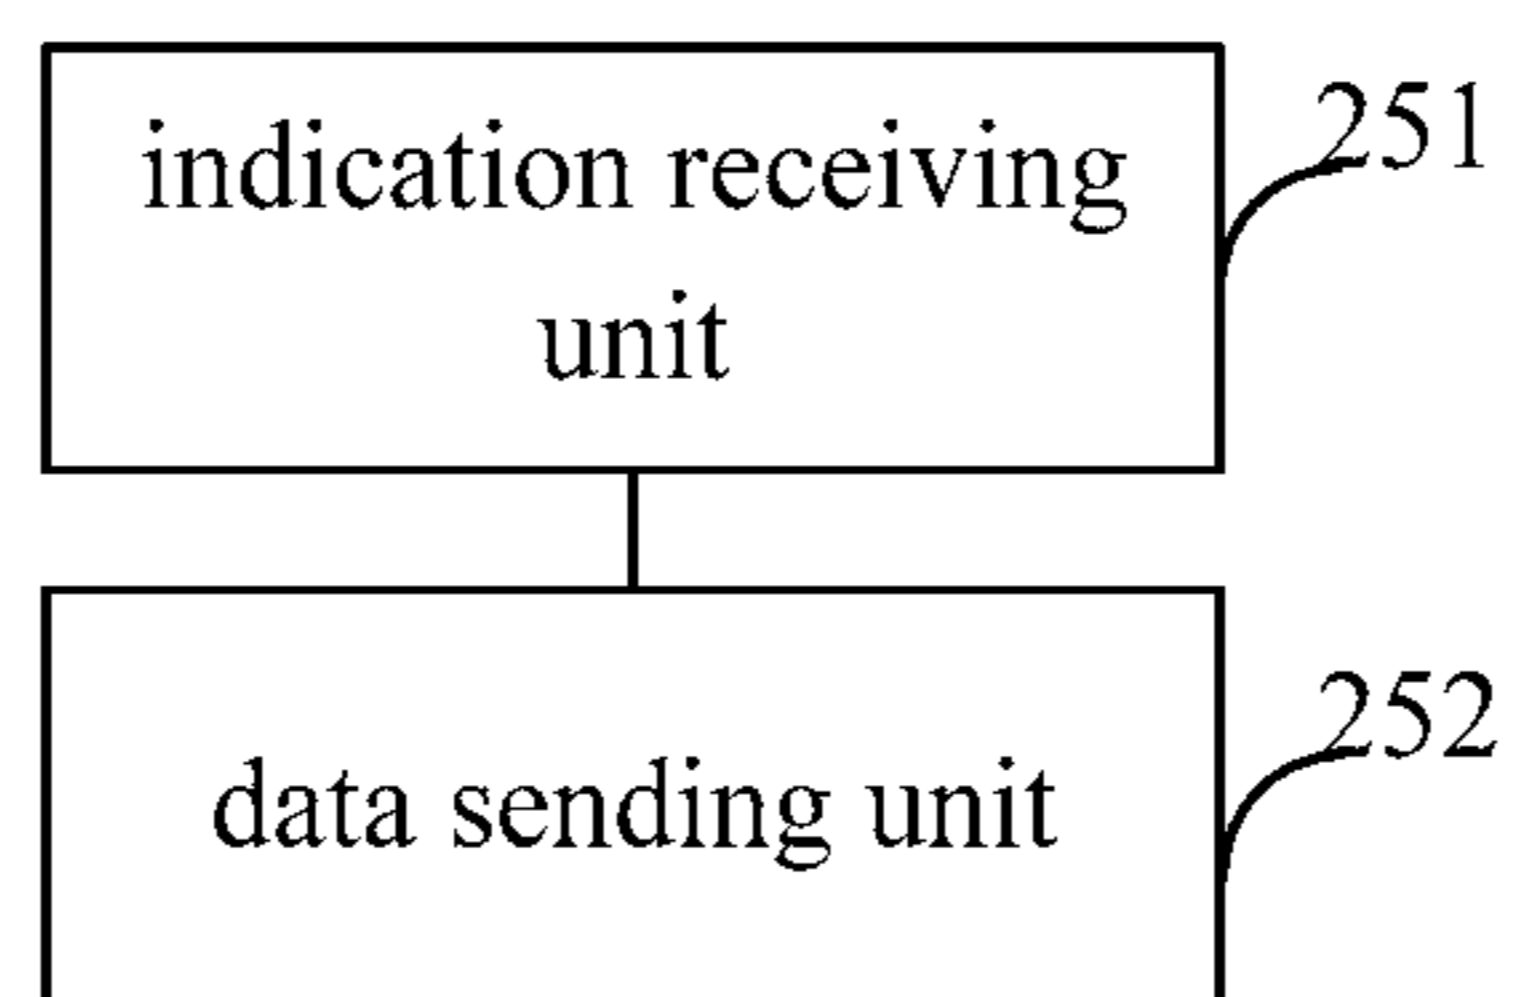 251
indication receiving
unit
252
data sending unit